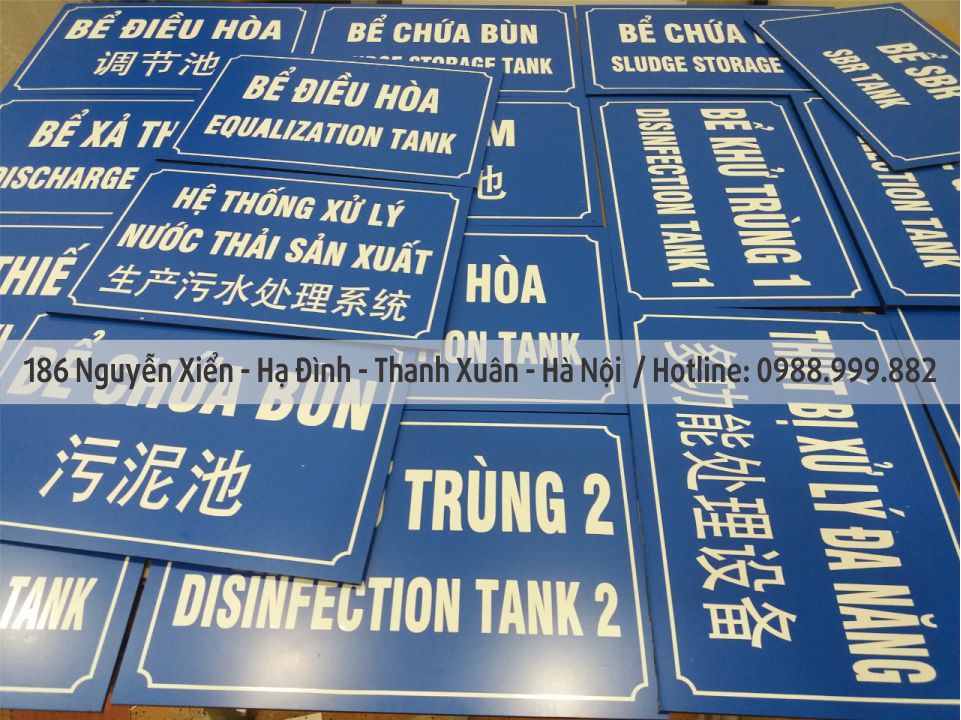 BỂ ĐIỀU HÒA
调节池
BỂ CHỨA BÙN
STORAGE TANK
BỂ CHỨA
SLUDGE STORAGE
BỂ SBR
SBR TANK
BỂ ĐIỀU HÒA
EQUALIZATION TANK
BỂ XẢ
DISCHARGE
池
BỂ KHỬ TRÙNG 1
DISINFECTION TANK 1
TANK
HỆ THỐNG XỬ LÝ
NƯỚC THẢI SẢN XUẤT
生产污水处理系统
HÒA
TANK
186 Nguyễn Xiển - Hạ Đình - Thanh Xuân - Hà Nội / Hotline: 0988.999.882
BỂ CHỨA BÙN
污泥池
THIẾT BỊ XỬ LÝ ĐA NĂNG
多功能处理设备
TRÙNG 2
DISINFECTION TANK 2
TANK